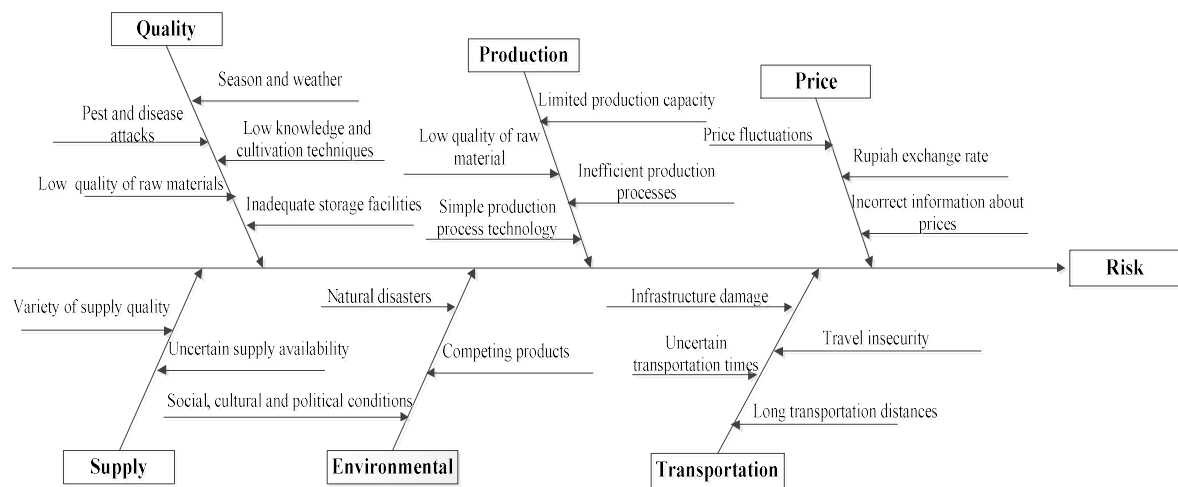 Quality
Season and weather
Pest and disease
attacks
Low knowledge and
cultivation techniques
Low quality of raw materials
Inadequate storage facilities
Production
Limited production capacity
Low quality of raw
material
Inefficient production
processes
Simple production
process technology
Price
Price fluctuations
Rupiah exchange rate
Incorrect information about
prices
Risk
Variety of supply quality
Uncertain supply availability
Supply
Natural disasters
Competing products
Social, cultural and political conditions
Environmental
Infrastructure damage
Travel insecurity
Uncertain
transportation times
Long transportation distances
Transportation